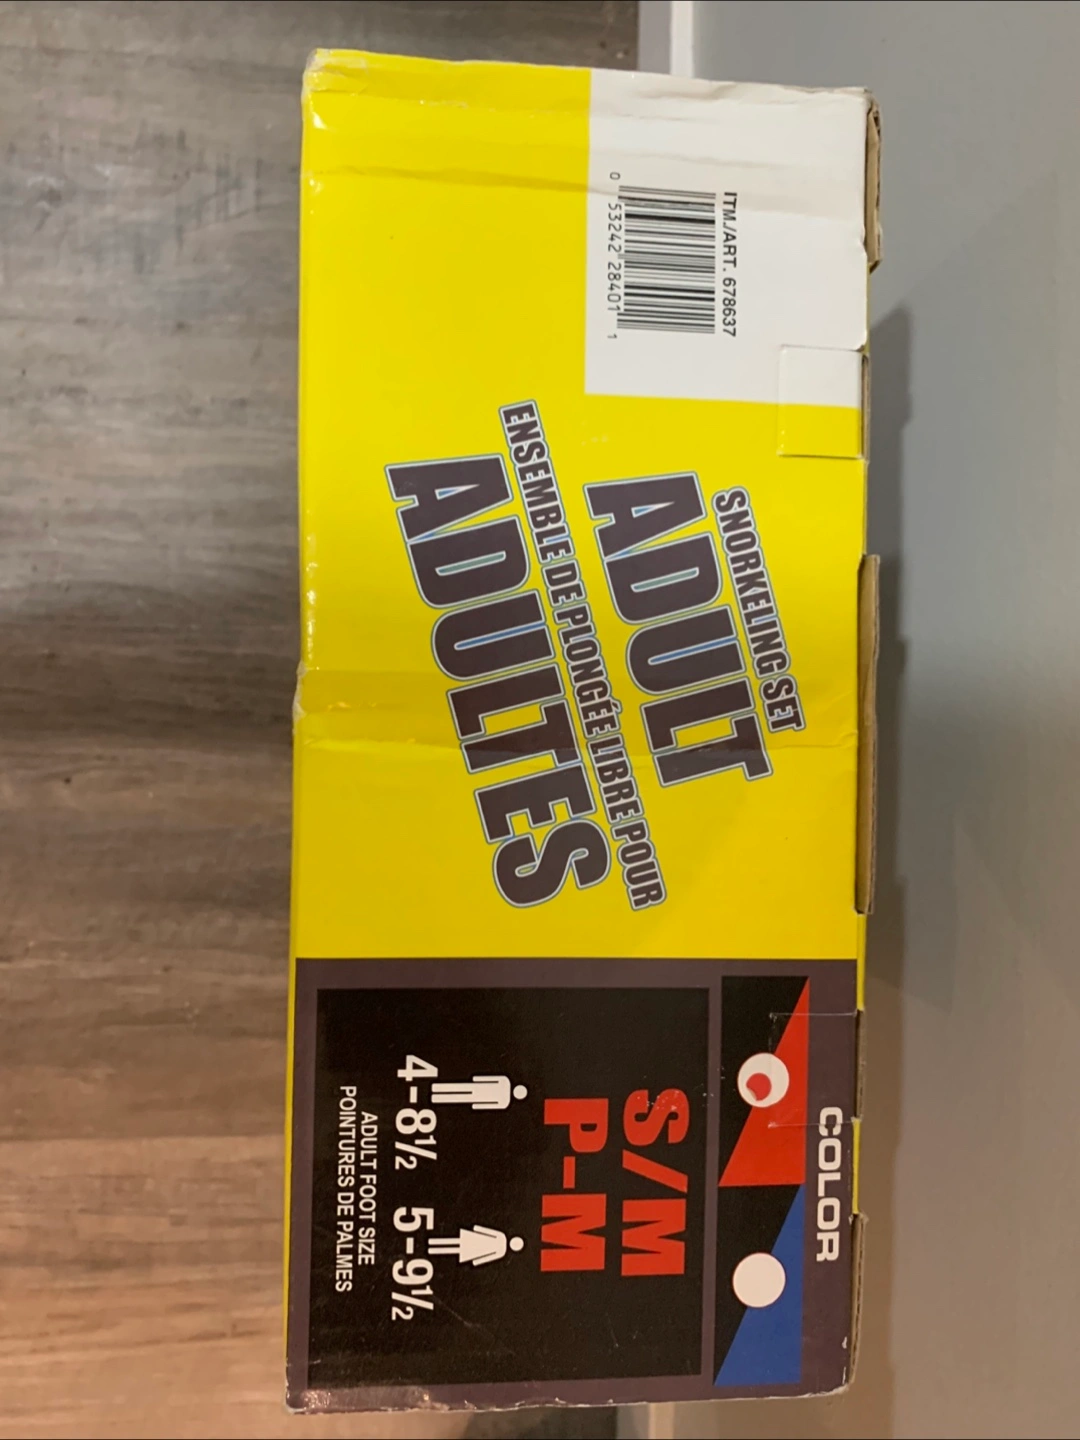 ITM./ART. 678637
0 53242 28401 1
SNORKELING SET
ADULT
ENSEMBLE DE PLONGÉE LIBRE POUR
ADULTES
COLOR
S/M
P-M
4-8½ 5-9½
ADULT FOOT SIZE
POINTURES DE PALMES